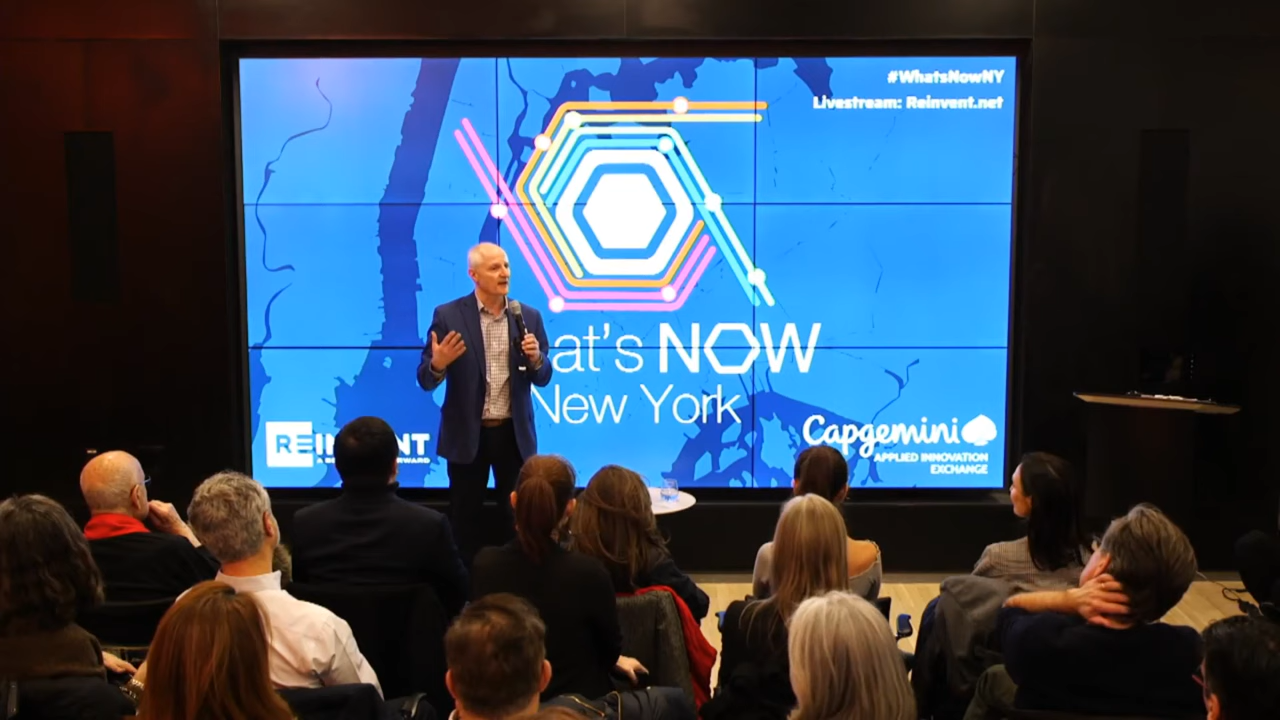 #WhatsNowNY
Livestream: Reinvent.net
at's NOW
New York
Capgemini
APPLIED INNOVATION
EXCHANGE